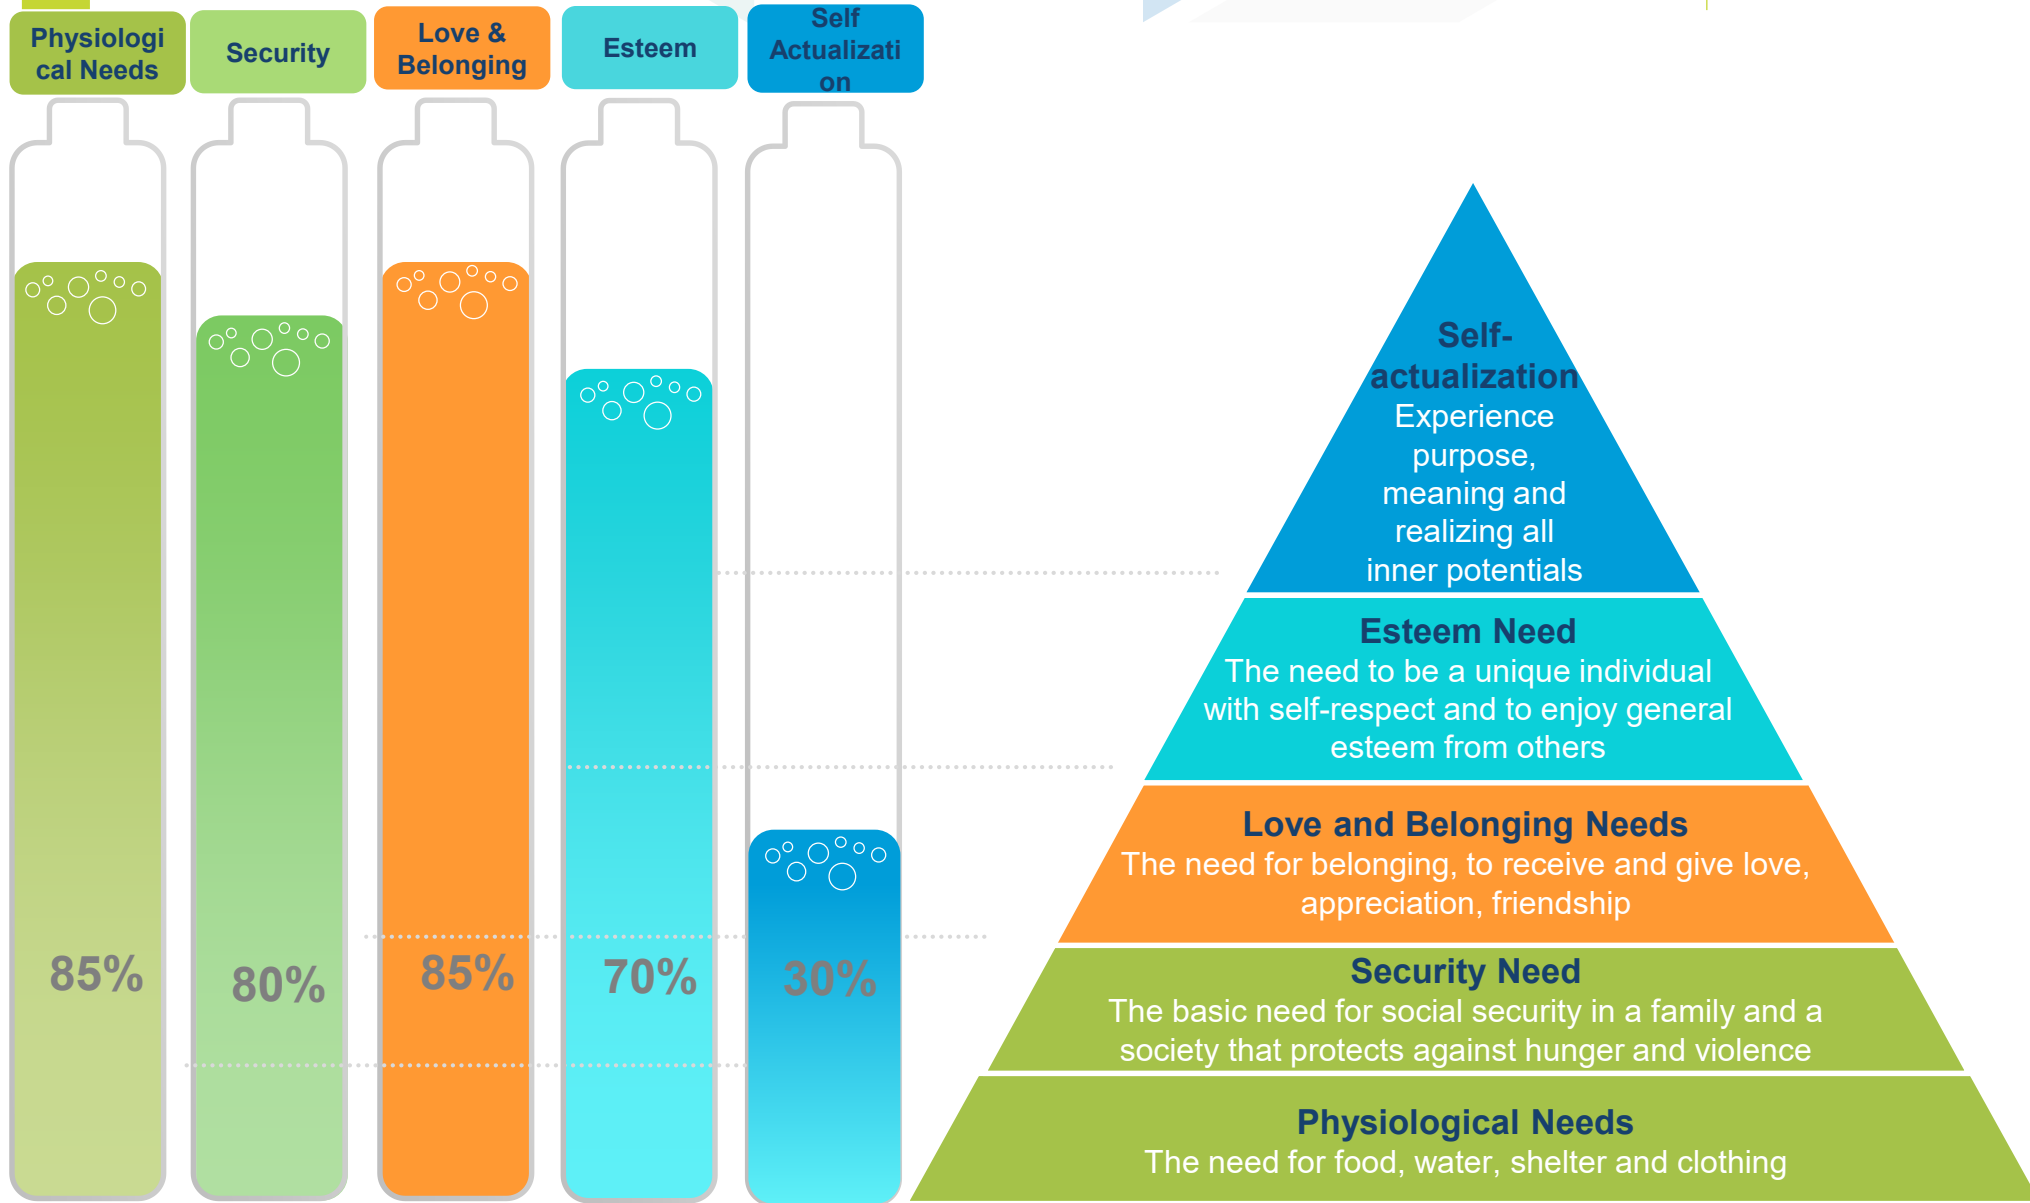 Physiologi
cal Needs
Security
Love &
Belonging
Esteem
Self
Actualizati
on
85%
80%
85%
70%
30%
Self-
actualization
Experience
purpose,
meaning and
realizing all
inner potentials
Esteem Need
The need to be a unique individual
with self-respect and to enjoy general
esteem from others
Love and Belonging Needs
The need for belonging, to receive and give love,
appreciation, friendship
Security Need
The basic need for social security in a family and a
society that protects against hunger and violence
Physiological Needs
The need for food, water, shelter and clothing